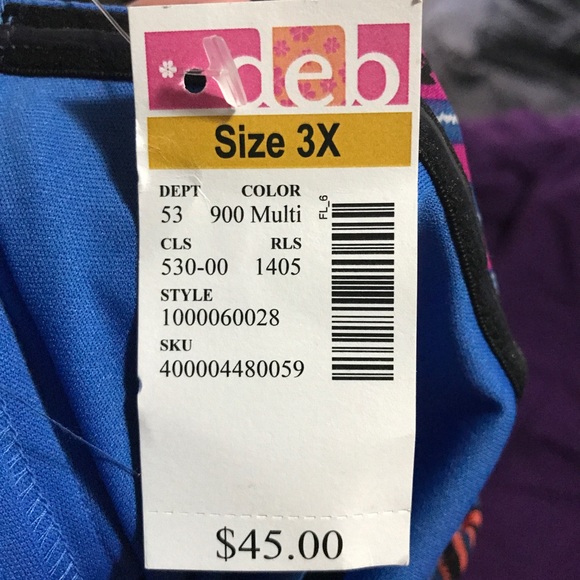 deb
Size 3X
DEPT COLOR
53 900 Multi
CLS RLS
530-00 1405
STYLE
1000060028
SKU
400004480059
FL_6
$45.00